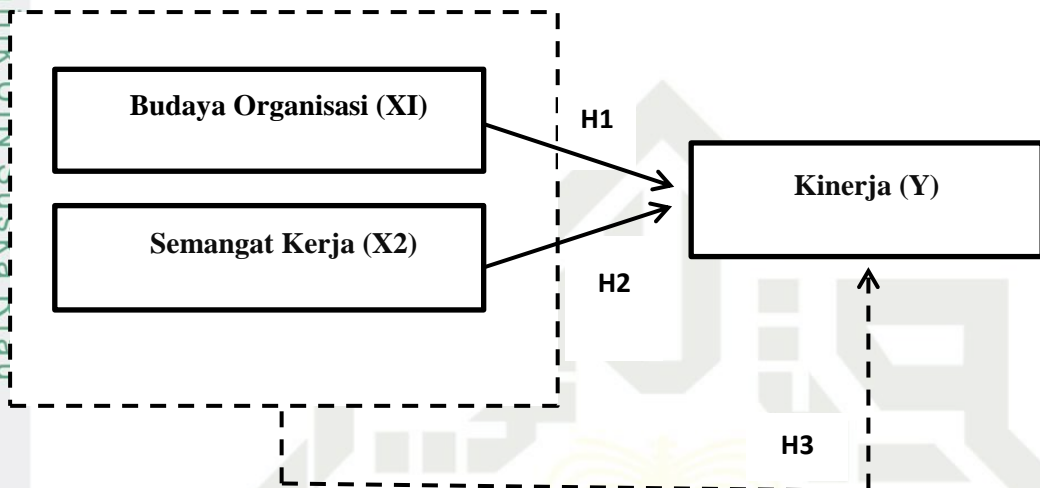 Budaya Organisasi (XI)
H1
Kinerja (Y)
Semangat Kerja (X2)
H2
H3